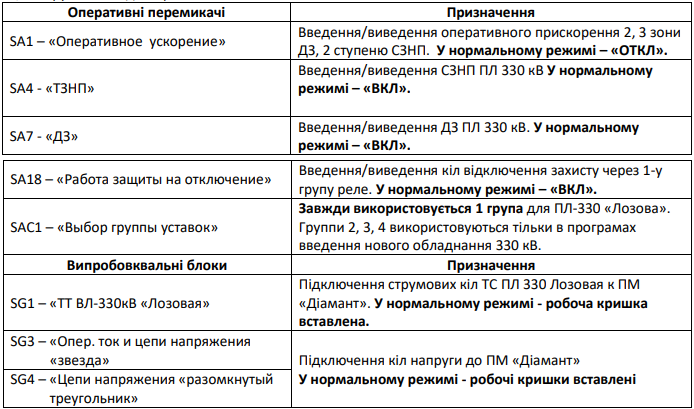 Оперативні перемикачі Призначення
SA1 – «Оперативное ускорение»
Введення/виведення оперативного прискорення 2, 3 зони
ДЗ, 2 ступеню СЗНП. У нормальному режимі – «ОТКЛ».
SA4 - «ТЗНП»
Введення/виведення СЗНП ПЛ 330 кВ У нормальному
режимі – «ВКЛ».
SA7 - «ДЗ»
Введення/виведення ДЗ ПЛ 330 кВ. У нормальному
режимі – «ВКЛ».
SA18 – «Работа защиты на отключение»
Введення/виведення кіл відключення захисту через 1-у
групу реле. У нормальному режимі – «ВКЛ».
SAC1 – «Выбор группы уставок»
Завжди використовується 1 група для ПЛ-330 «Лозова».
Группи 2, 3, 4 використовуються тільки в програмах
введення нового обладнання 330 кВ.
Випробовквальні блоки Призначення
SG1 – «ТТ ВЛ-330кВ «Лозовая»
Підключення струмових кіл ТС ПЛ 330 Лозовая к ПМ
«Діамант». У нормальному режимі - робоча кришка
вставлена.
SG3 – «Опер. ток и цепи напряжения
«звезда»
SG4 – «Цепи напряжения «разомкнутый
треугольник»
Підключення кіл напруги до ПМ «Діамант»
У нормальному режимі - робочі кришки вставлені